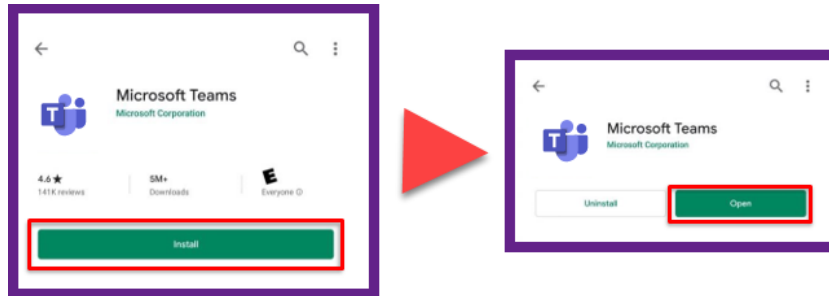 Microsoft Teams
Microsoft Corporation
T
4.6★
5M+
E
141K reviews
Downloads
Everyone
Install
Microsoft Teams
Microsoft Corporation
T
Uninstall
Open